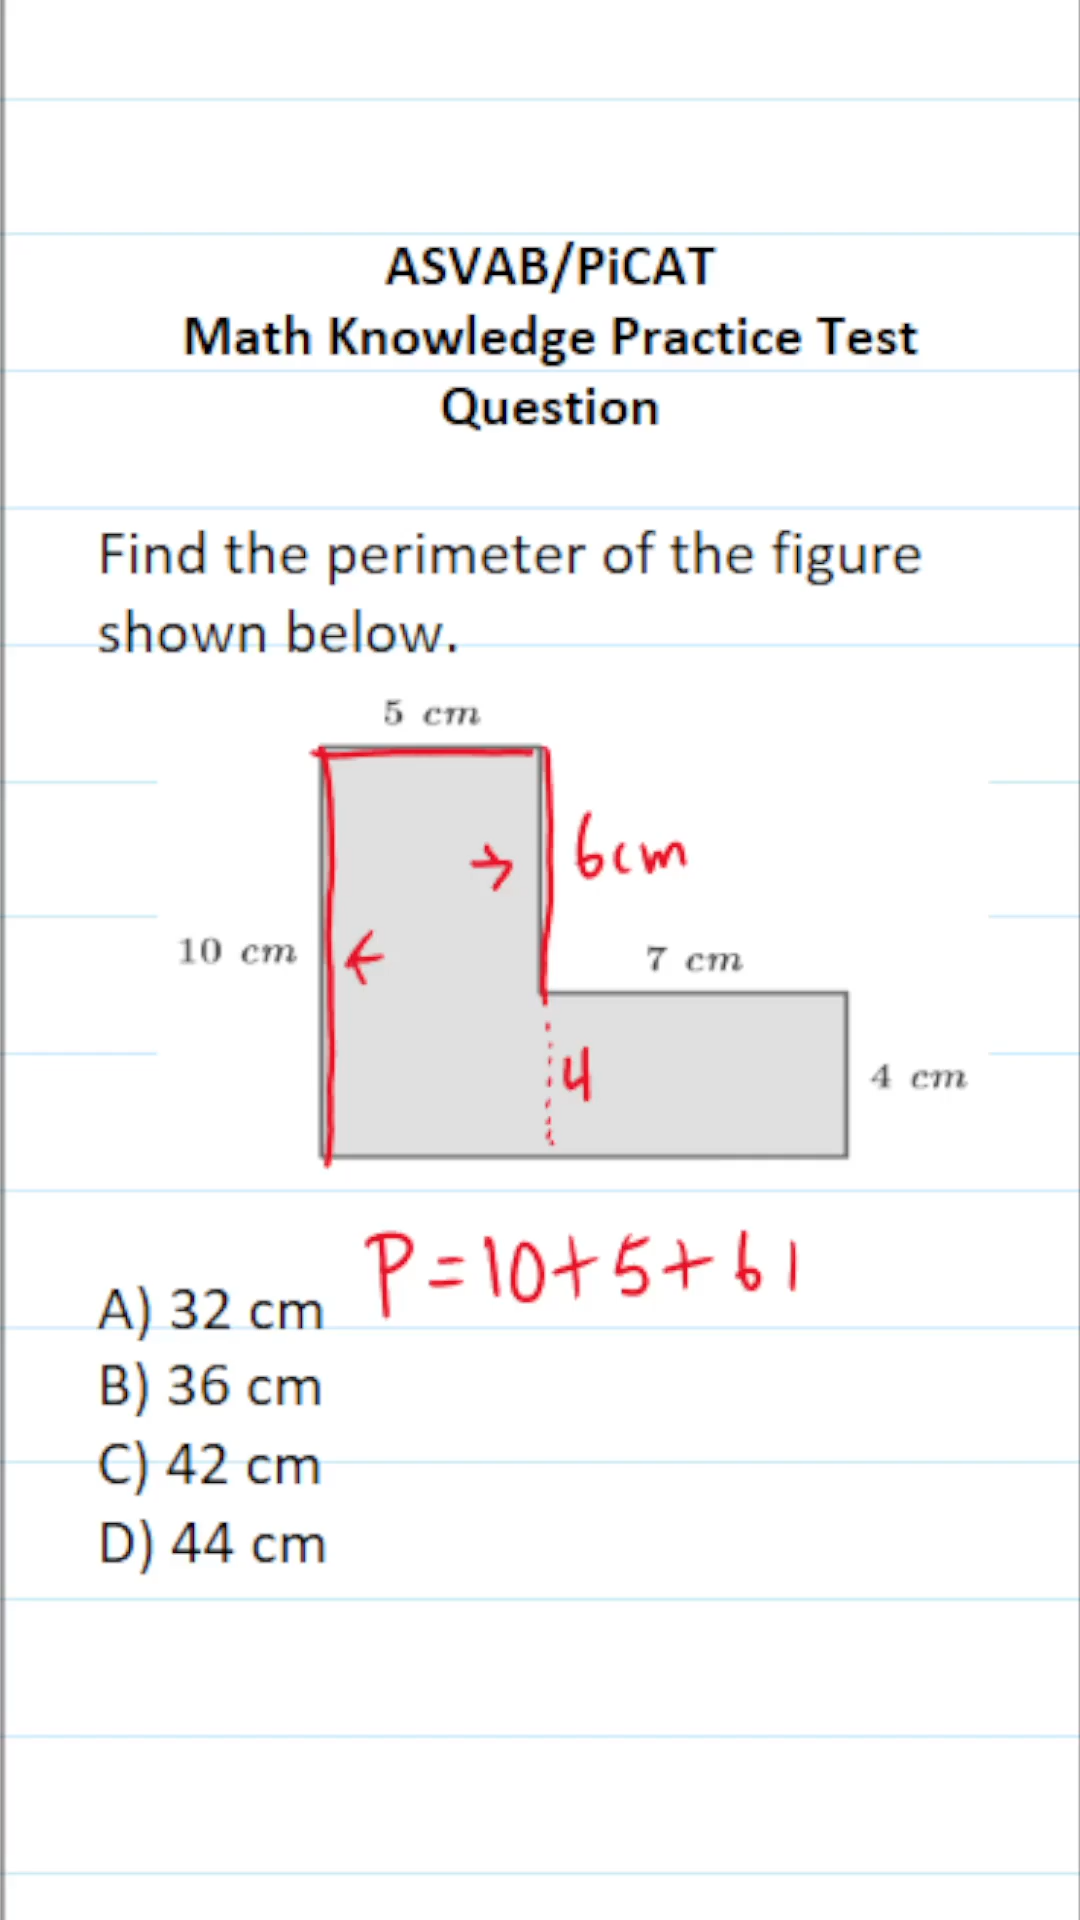 ASVAB/PiCAT
Math Knowledge Practice Test
Question
Find the perimeter of the figure
shown below.
5 cm
6cm
10 cm
7 cm
4
4 cm
P=10+5+6 1
A) 32 cm
B) 36 cm
C) 42 cm
D) 44 cm